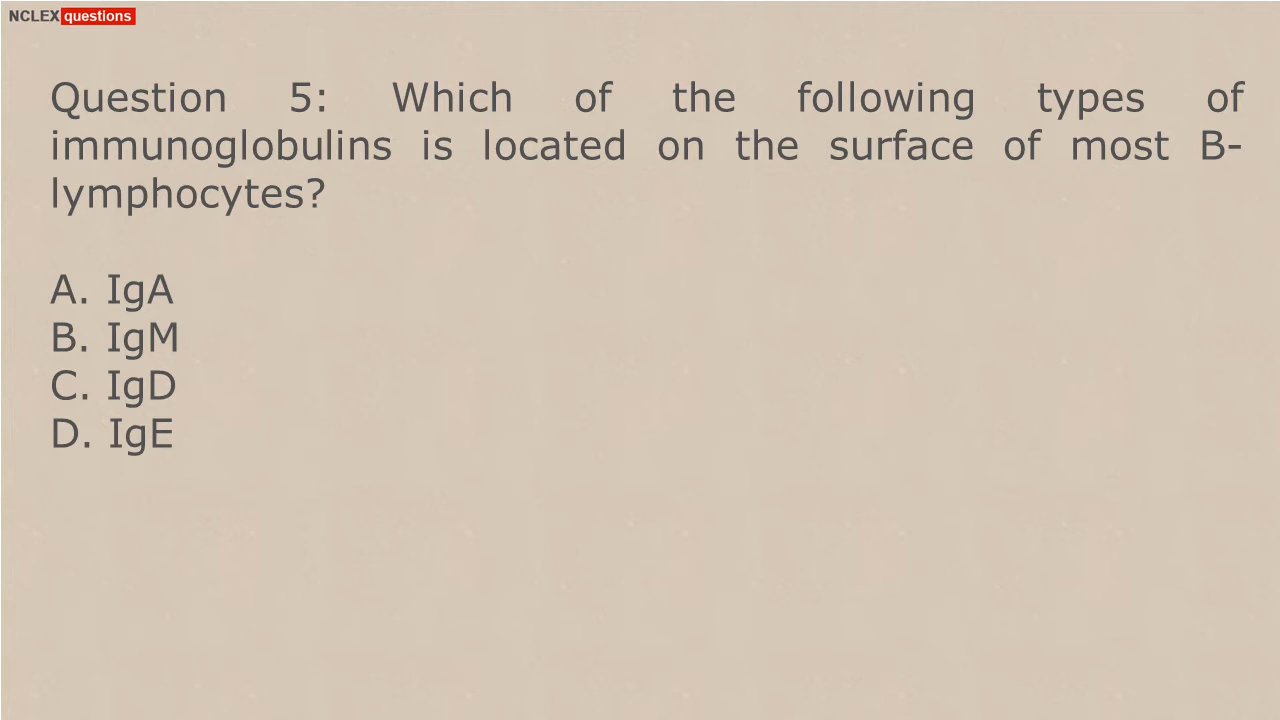 NCLEX questions
Question 5: Which of the following types of
immunoglobulins is located on the surface of most B-
lymphocytes?
A. IgA
B. IgM
C. IgD
D. IgE